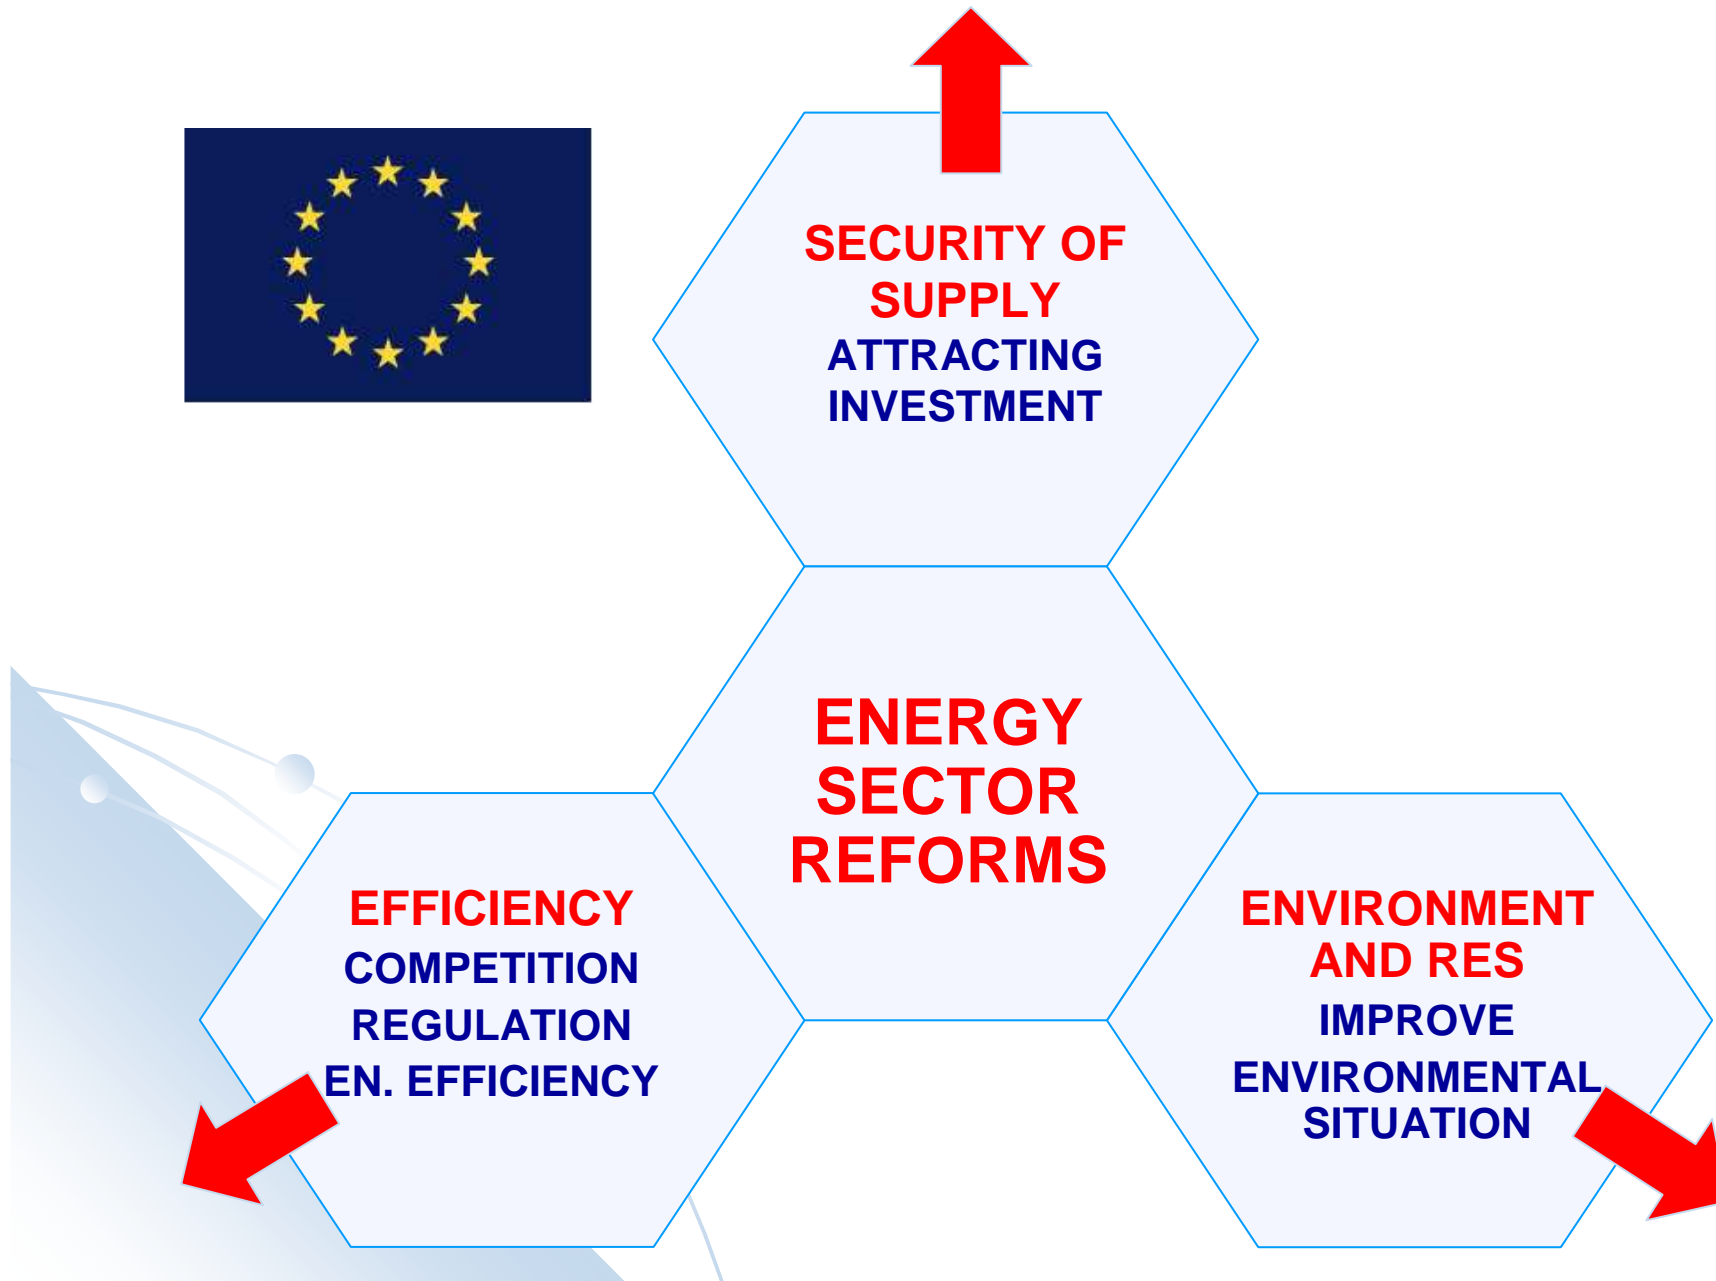 SECURITY OF
SUPPLY
ATTRACTING
INVESTMENT
ENERGY
SECTOR
REFORMS
EFFICIENCY
COMPETITION
REGULATION
EN. EFFICIENCY
ENVIRONMENT
AND RES
IMPROVE
ENVIRONMENTAL
SITUATION